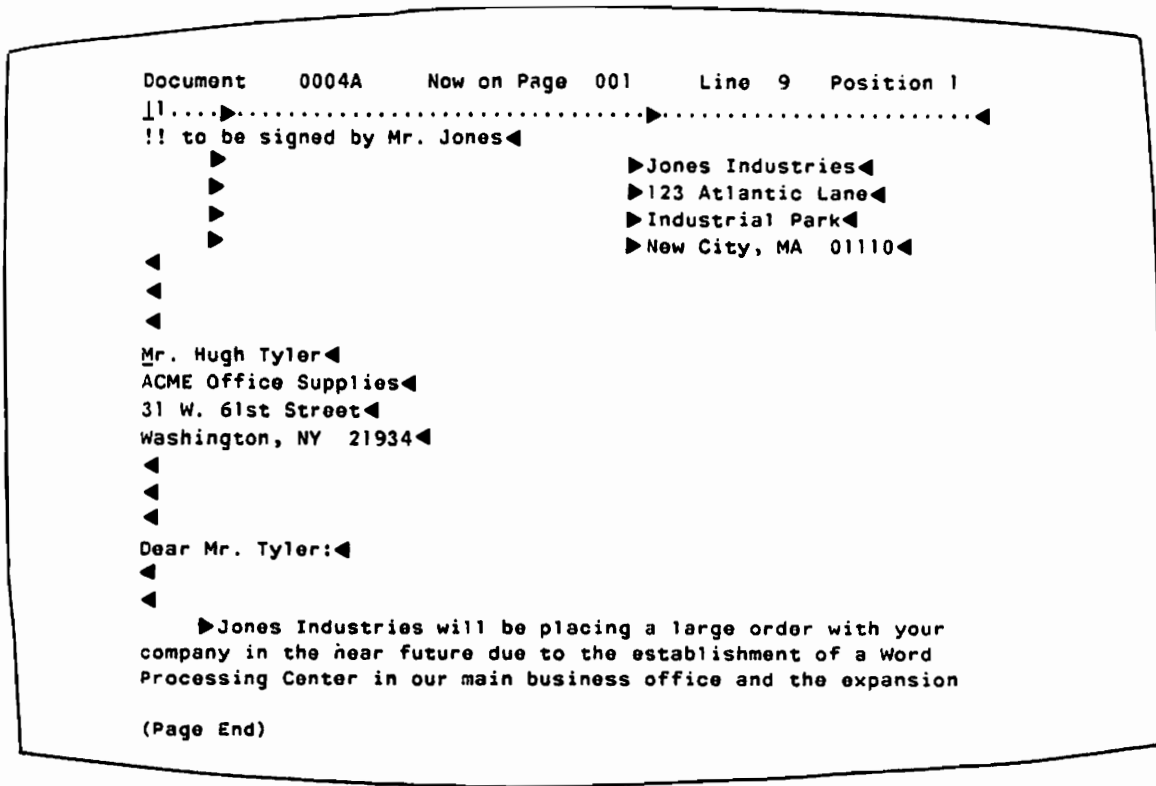 Document 0004A Now on Page 001 Line 9 Position 1
1....▶......................................▶.............................◀
!! to be signed by Mr. Jones◀
▶ ▶Jones Industries◀
▶ ▶123 Atlantic Lane◀
▶ ▶Industrial Park◀
▶ ▶New City, MA 01110◀
◀
◀
◀
Mr. Hugh Tyler◀
ACME Office Supplies◀
31 W. 61st Street◀
Washington, NY 21934◀
◀
◀
◀
Dear Mr. Tyler:◀
◀
◀
▶Jones Industries will be placing a large order with your
company in the near future due to the establishment of a Word
Processing Center in our main business office and the expansion
(Page End)